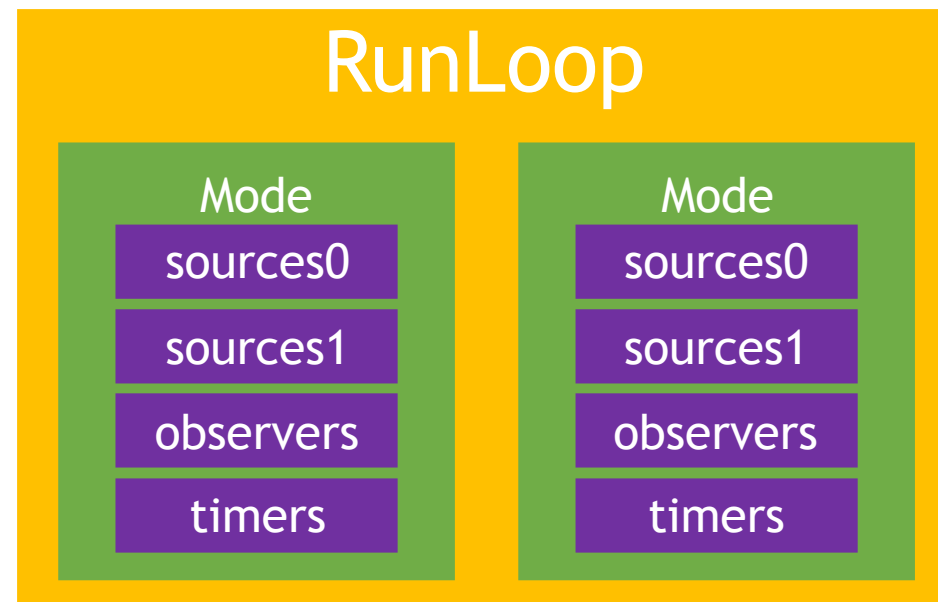 RunLoop
Mode
sources0
sources1
observers
timers
Mode
sources0
sources1
observers
timers